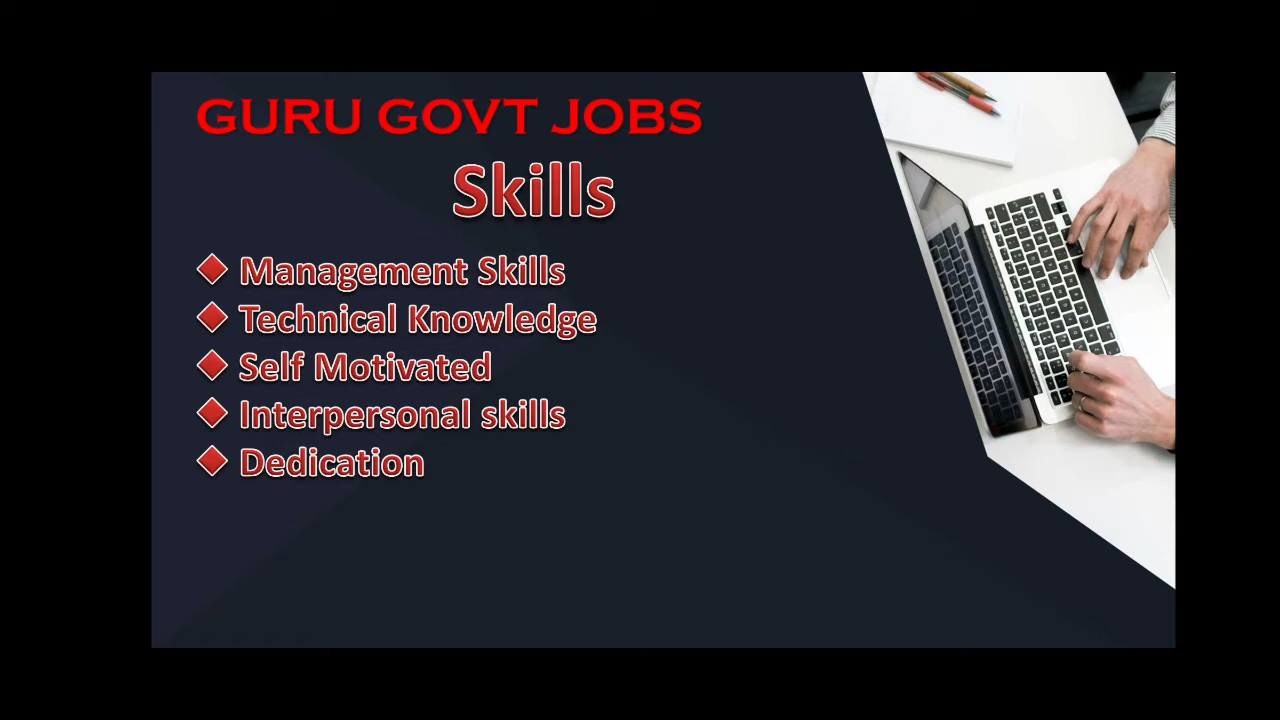 GURU GOVT JOBS
Skills
Management Skills
Technical Knowledge
Self Motivated
Interpersonal skills
Dedication